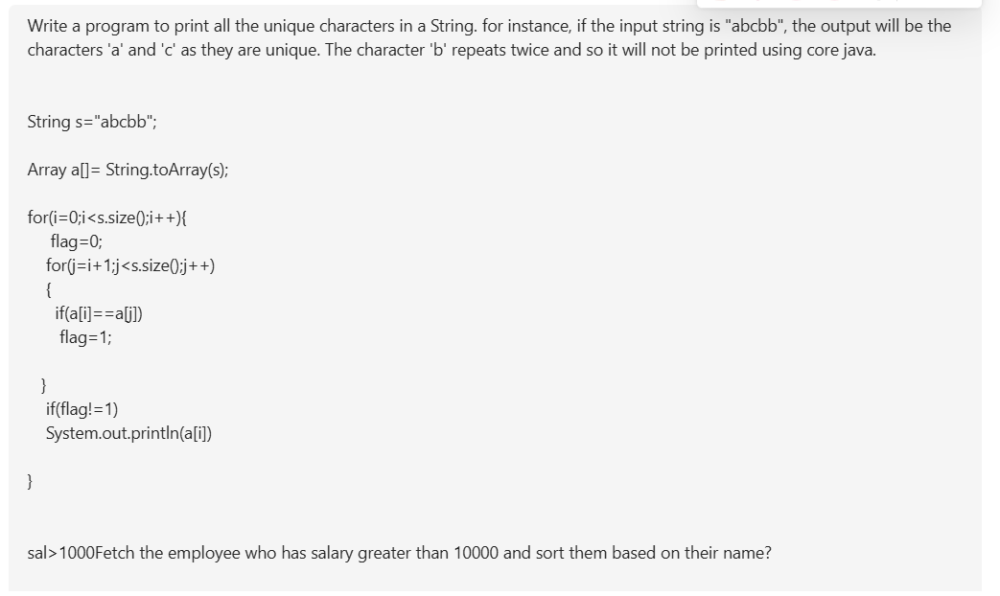 Write a program to print all the unique characters in a String. for instance, if the input string is "abcbb", the output will be the
characters 'a' and 'c' as they are unique. The character 'b' repeats twice and so it will not be printed using core java.
String s="abcbb";
Array a[]= String.toArray(s);
for(i=0;i<s.size();i++){
flag=0;
for(j=i+1;j<s.size();j++)
{
if(a[i]==a[j])
flag=1;
}
if(flag!=1)
System.out.println(a[i])
}
sal>1000Fetch the employee who has salary greater than 10000 and sort them based on their name?